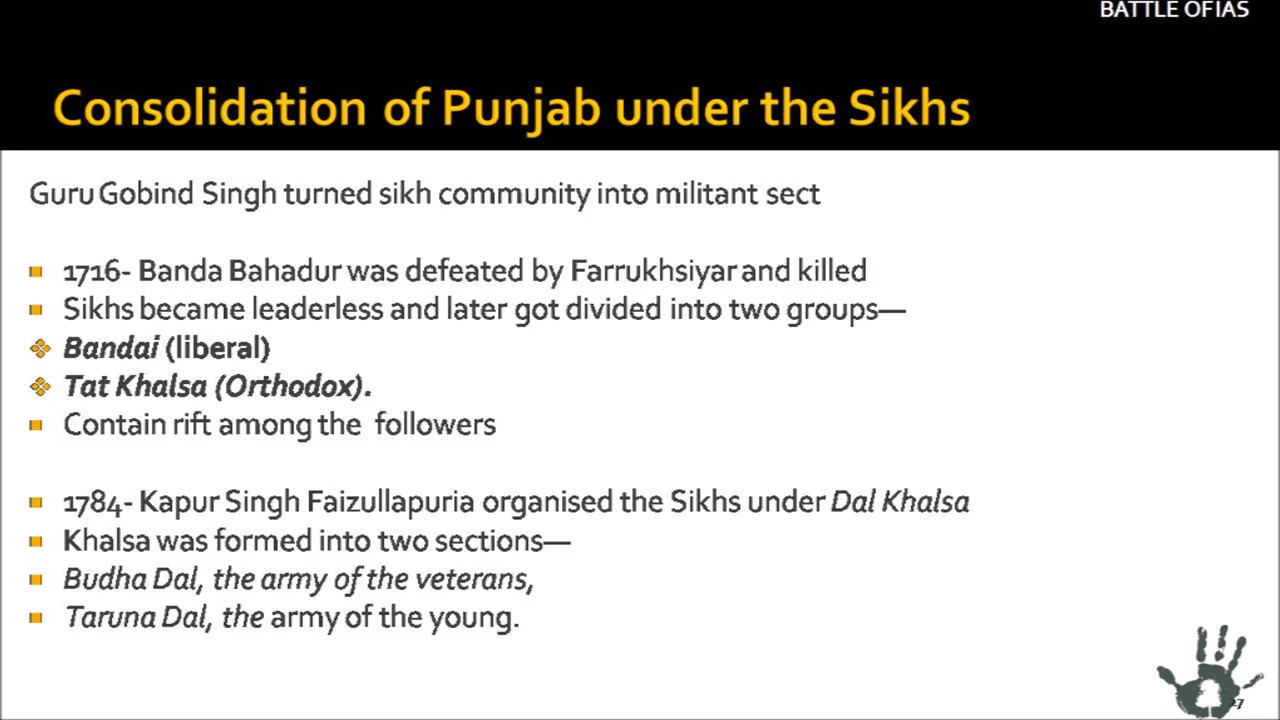 BATTLE OF IAS
Consolidation of Punjab under the Sikhs
Guru Gobind Singh turned sikh community into militant sect
1716- Banda Bahadur was defeated by Farrukhsiyar and killed
Sikhs became leaderless and later got divided into two groups—
Bandai (liberal)
Tat Khalsa (Orthodox).
Contain rift among the followers
1784- Kapur Singh Faizullapuria organised the Sikhs under Dal Khalsa
Khalsa was formed into two sections—
Budha Dal, the army of the veterans,
Taruna Dal, the army of the young.
27